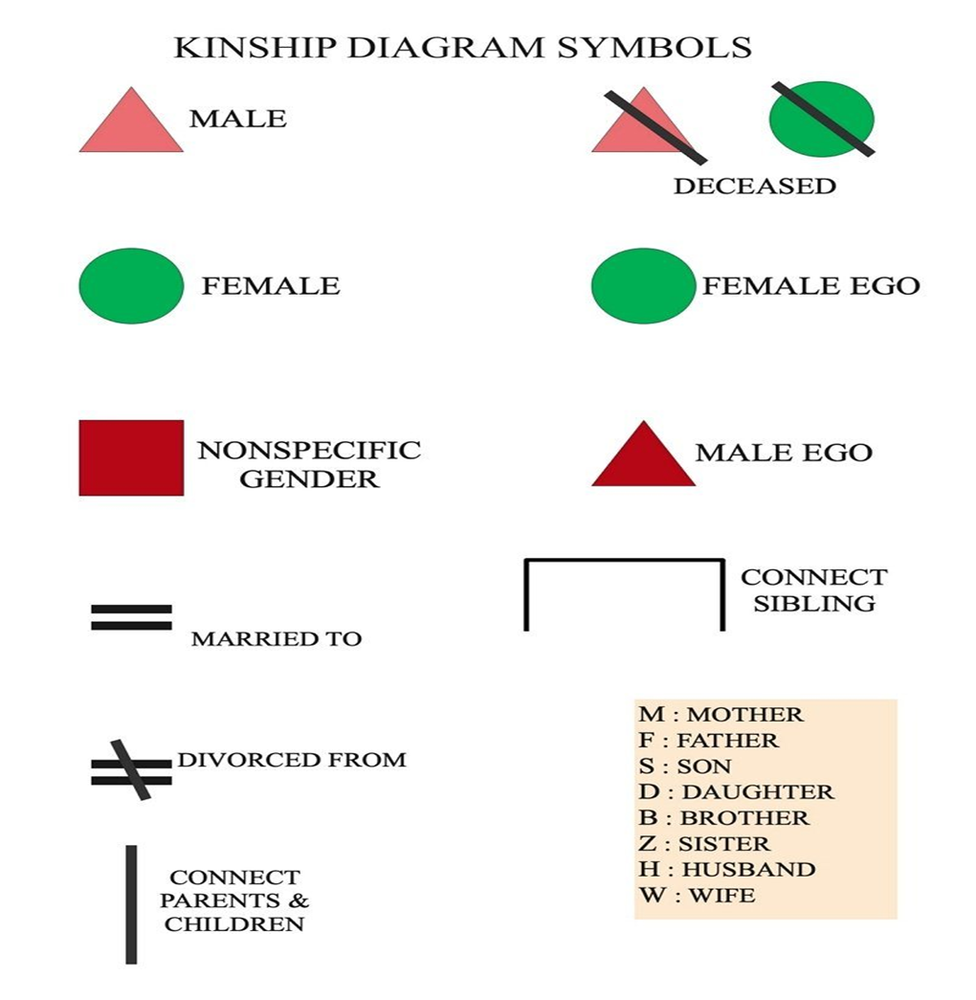 KINSHIP DIAGRAM SYMBOLS
MALE
DECEASED
FEMALE
FEMALE EGO
NONSPECIFIC
GENDER
MALE EGO
CONNECT
SIBLING
MARRIED TO
DIVORCED FROM
CONNECT
PARENTS &
CHILDREN
M : MOTHER
F : FATHER
S : SON
D : DAUGHTER
B : BROTHER
Z : SISTER
H : HUSBAND
W : WIFE